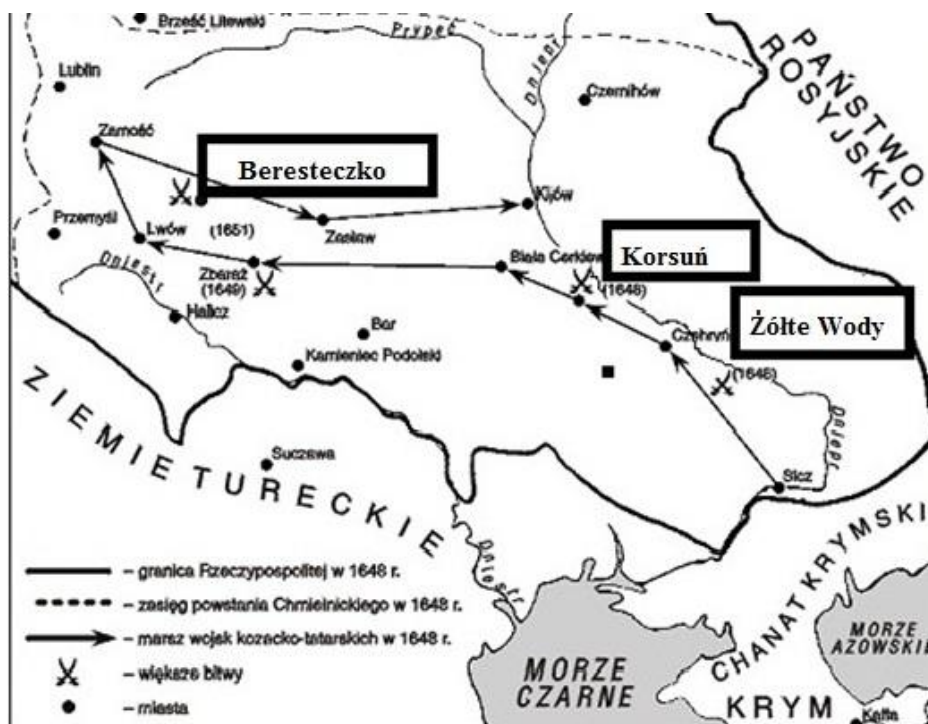 Brześć Litewski
Prypeć
Dniepr
PAŃSTWO
ROSYJSKIE
Lublin
Czernihów
Zamość
Beresteczko
Kijów
(1651)
Zasław
Przemyśl
Lwów
Korsuń
Biała Cerkiew
Zbaraż
(1649)
(1648)
Dniestr
Żółte Wody
Halicz
Bar
Czehryń
Kamieniec Podolski
(1648)
Dniepr
Suczawa
Sicz
ZIEMIE TURECKIE
Dniestr
– granica Rzeczypospolitej w 1648 r.
– zasięg powstania Chmielnickiego w 1648 r.
– marsz wojsk kozacko-tatarskich w 1648 r.
– większe bitwy
– miasta
CHANAT KRYMSKI
MORZE
CZARNE
MORZE
AZOWSKIE
KRYM
Kaffa